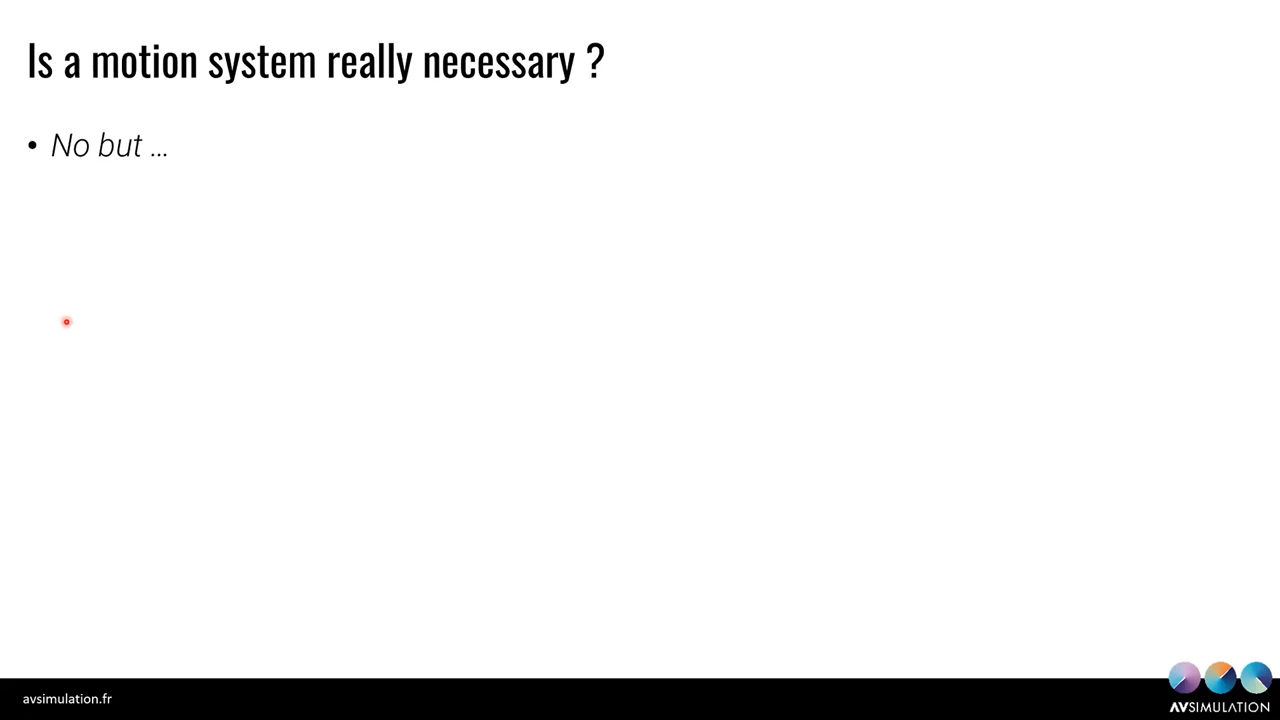 Is a motion system really necessary ?
• No but ...
avsimulation.fr
AVSIMULATION